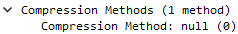 Compression Methods (1 method)
Compression Method: null (0)